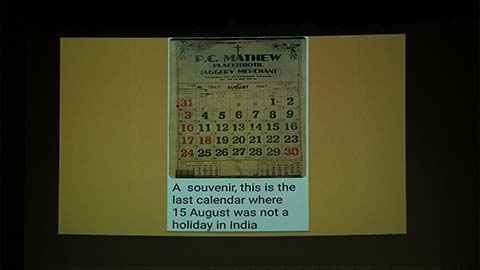 P.C. MATHEW
PLACKITHOTIL
JAGGERY MERCHANT
1947 AUGUST 1947
31 1 2
3 4 5 6 7 8 9
10 11 12 13 14 15 16
17 18 19 20 21 22 23
24 25 26 27 28 29 30
A souvenir, this is the
last calendar where
15 August was not a
holiday in India